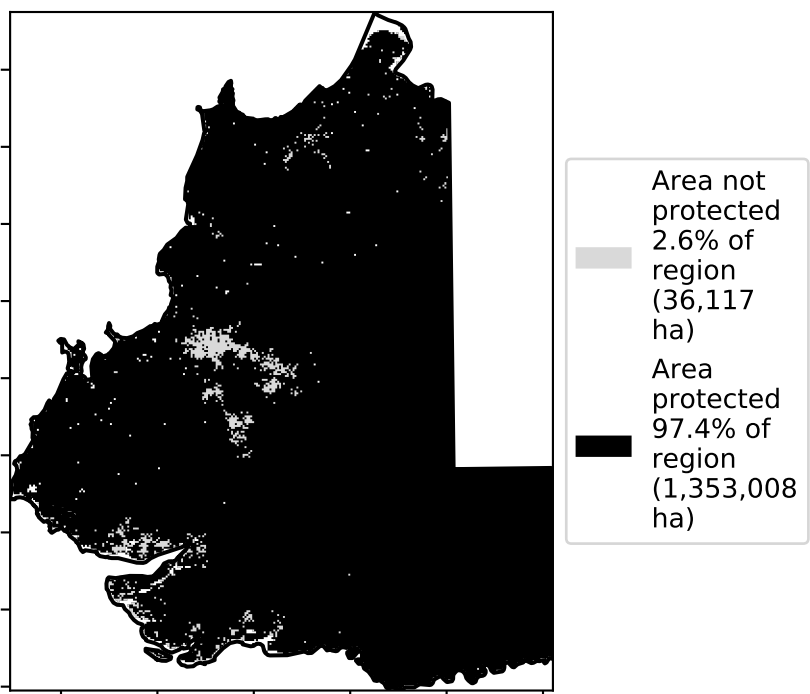 Area not
protected
2.6% of
region
(36,117
ha)
Area
protected
97.4% of
region
(1,353,008
ha)